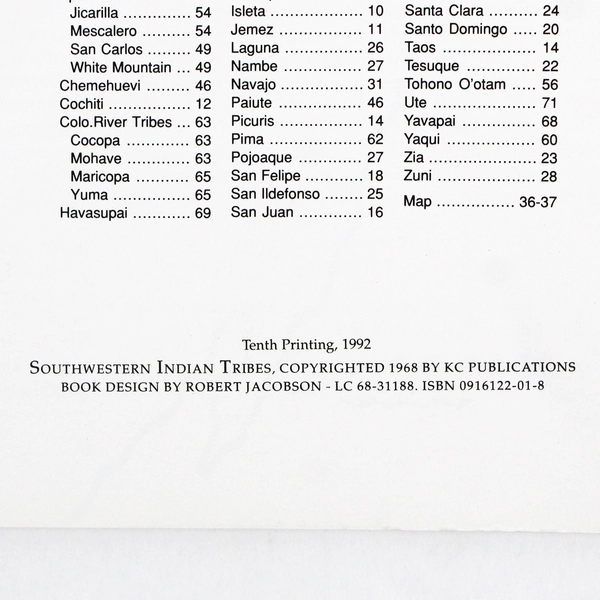 Jicarilla ............... 54
Mescalero ............ 54
San Carlos ........... 49
White Mountain ... 49
Chemehuevi ......... 46
Cochiti ................. 12
Colo.River Tribes ... 63
Cocopa ............... 63
Mohave ............... 63
Maricopa ............. 65
Yuma .................. 65
Havasupai ............ 69
Isleta ..................... 10
Jemez ................... 11
Laguna .................. 26
Nambe .................. 27
Navajo ................... 31
Paiute .................... 46
Picuris ................... 14
Pima ..................... 62
Pojoaque ............... 27
San Felipe ............. 18
San Ildefonso ........ 25
San Juan .............. 16
Santa Clara ........... 24
Santo Domingo ..... 20
Taos ..................... 14
Tesuque ................ 22
Tohono O'otam ..... 56
Ute ....................... 71
Yavapai ................ 68
Yaqui ................... 60
Zia ....................... 23
Zuni ..................... 28
Map ................ 36-37
Tenth Printing, 1992
SOUTHWESTERN INDIAN TRIBES, COPYRIGHTED 1968 BY KC PUBLICATIONS
BOOK DESIGN BY ROBERT JACOBSON - LC 68-31188. ISBN 0916122-01-8